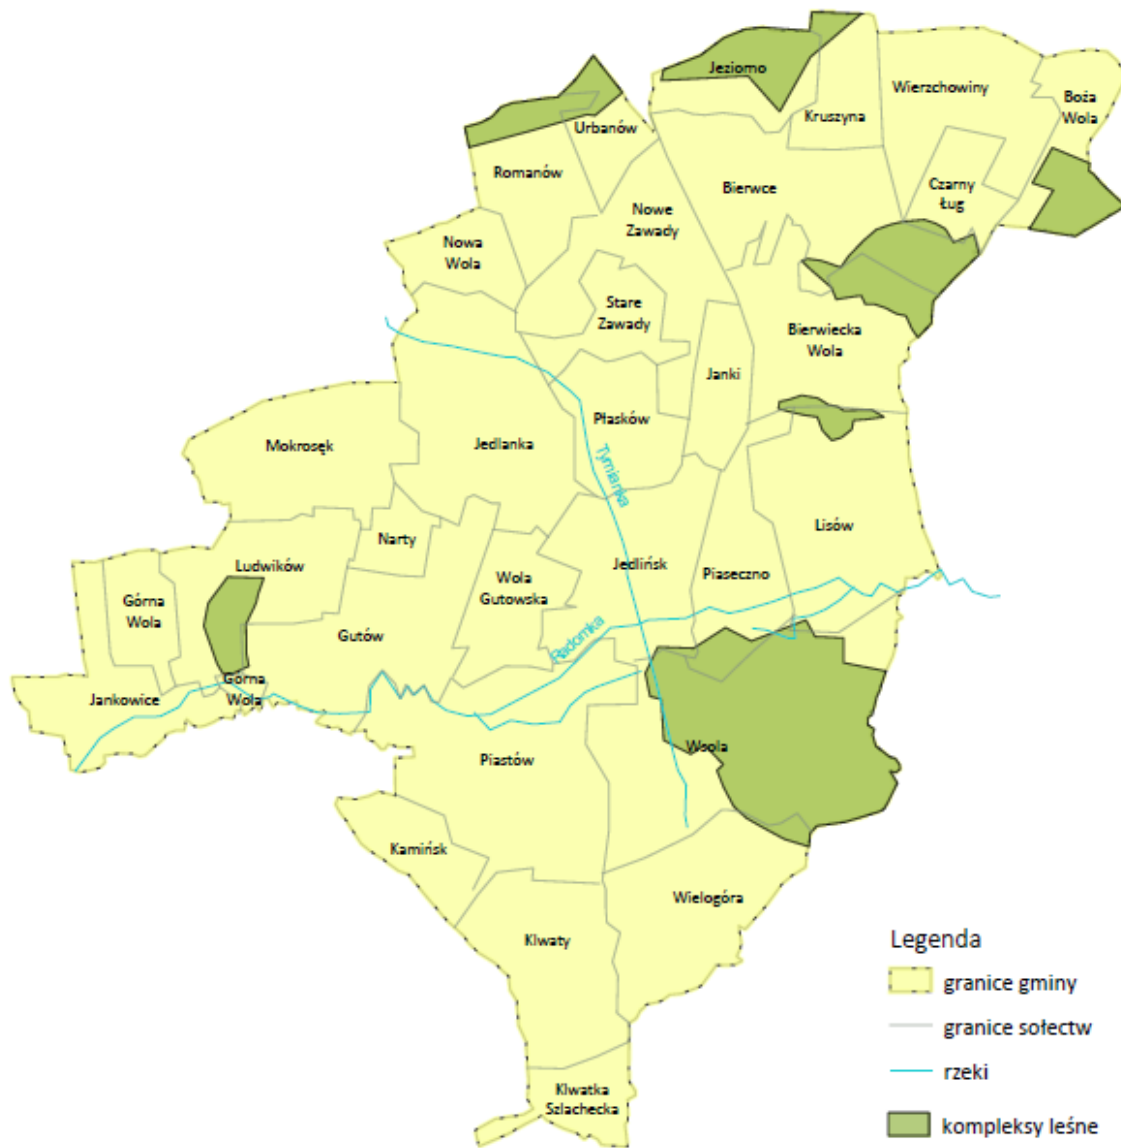 Jeziorno
Wierzchowiny
Boża
Wola
Kruszyna
Urbanów
Romanów
Bierwce
Czarny
Ług
Nowe
Zawady
Nowa
Wola
Stare
Zawady
Bierwiecka
Wola
Janki
Płasków
Mokrosęk
Jedlanka
Tymianka
Lisów
Narty
Ludwików
Wola
Gutowska
Jedlińsk
Piaseczno
Górna
Wola
Gutów
Radomka
Górna
Wola
Jankowice
Wsola
Piastów
Kamińsk
Wielogóra
Klwaty
Klwatka
Szlachecka
Legenda
granice gminy
granice sołectw
rzeki
kompleksy leśne